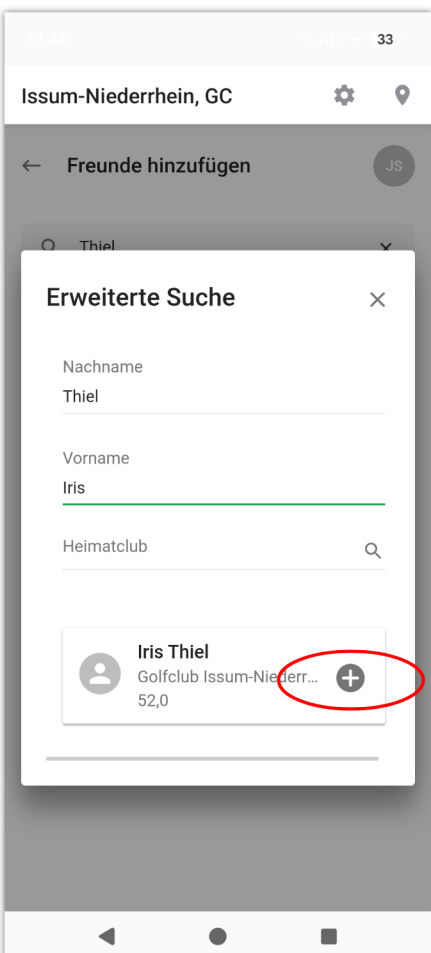 33
Issum-Niederrhein, GC
Freunde hinzufügen
JS
Thiel
Erweiterte Suche
Nachname
Thiel
Vorname
Iris
Heimatclub
Iris Thiel
Golfclub Issum-Niederr...
52,0